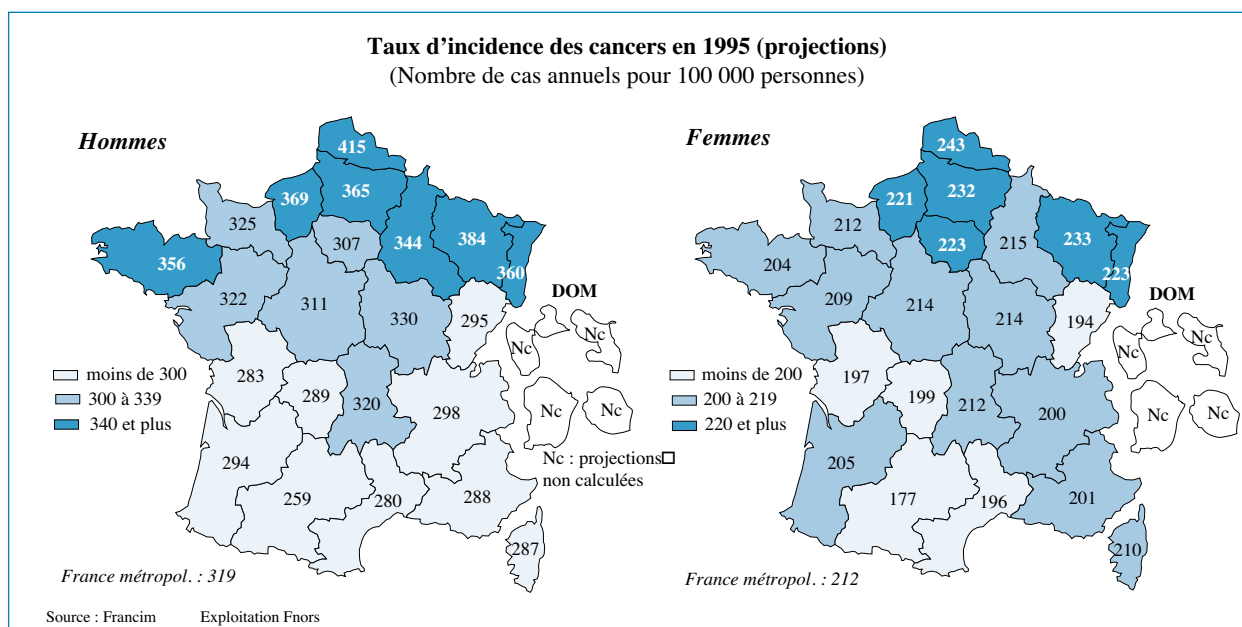 Taux d'incidence des cancers en 1995 (projections)
(Nombre de cas annuels pour 100 000 personnes)
Hommes
415
369
365
325
307
344
384
360
356
322
311
330
295
DOM
Nc
Nc
Nc
Nc
283
289
320
298
294
259
280
288
287
moins de 300
300 à 339
340 et plus
Nc : projections
non calculées
France métropol. : 319
Femmes
243
221
232
212
223
215
233
223
204
209
214
214
194
DOM
Nc
Nc
Nc
Nc
197
199
212
200
205
177
196
201
210
moins de 200
200 à 219
220 et plus
France métropol. : 212
Source : Francim Exploitation Fnors